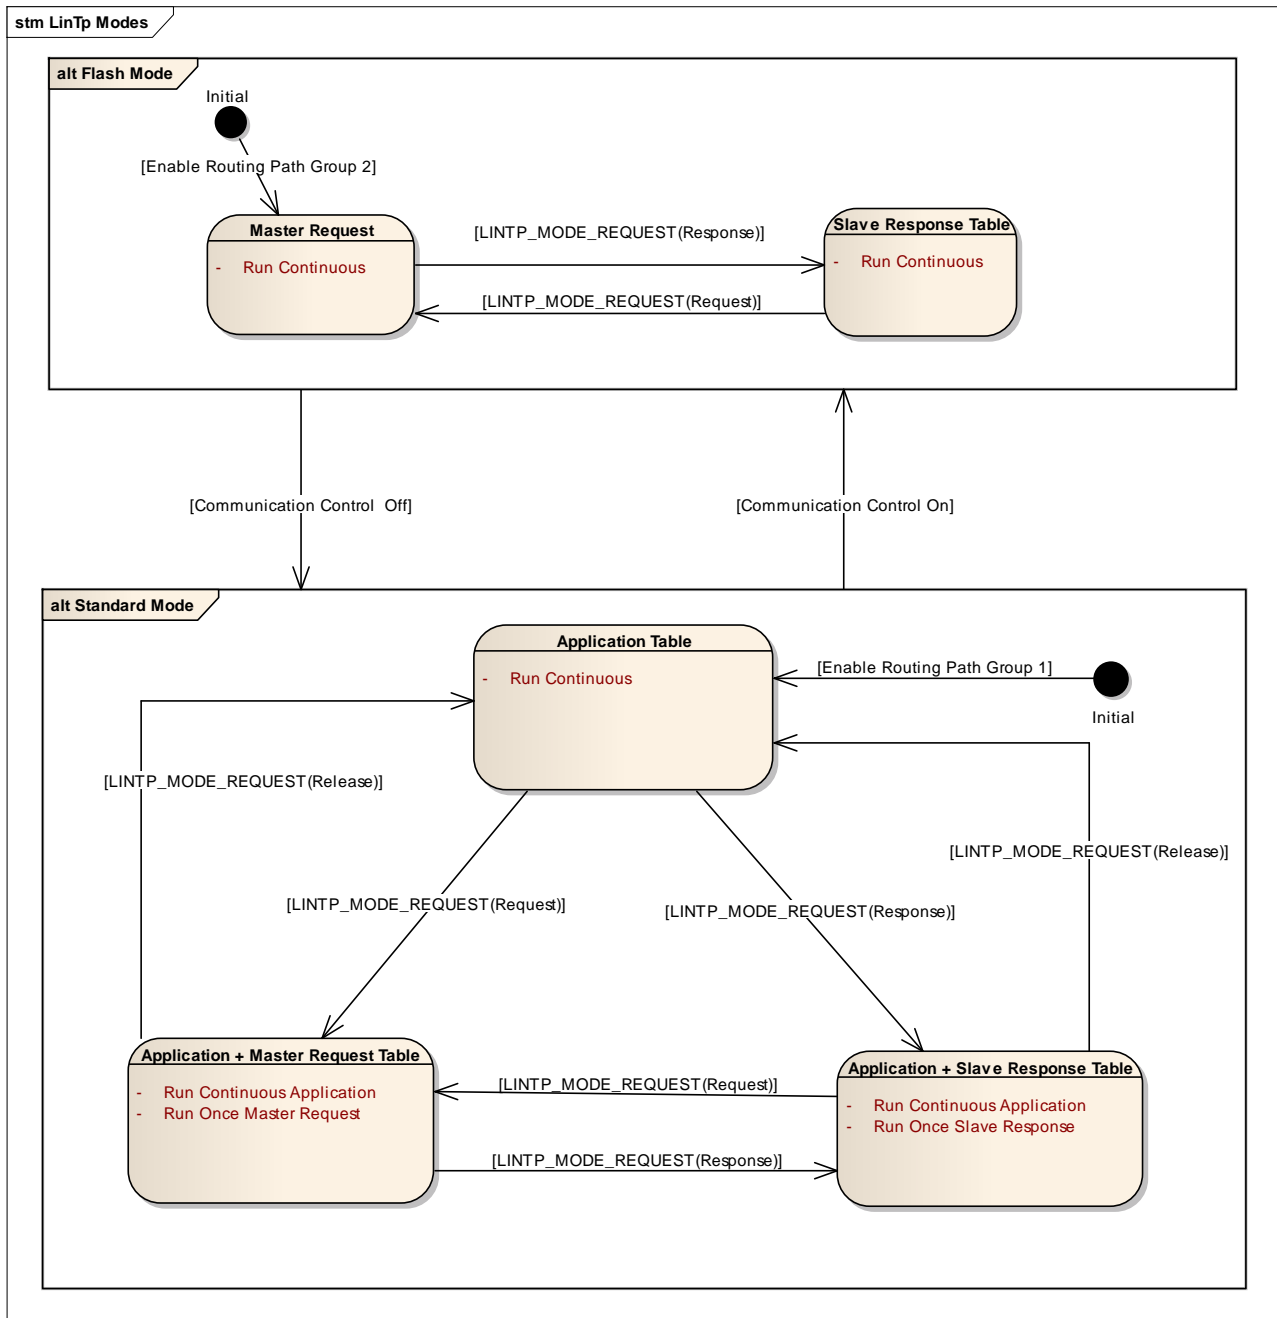 stm LinTp Modes
alt Flash Mode
Initial
[Enable Routing Path Group 2]
Master Request
- Run Continuous
[LINTP_MODE_REQUEST(Response)]
[LINTP_MODE_REQUEST(Request)]
Slave Response Table
- Run Continuous
[Communication Control  Off]
[Communication Control On]
alt Standard Mode
Application Table
- Run Continuous
[Enable Routing Path Group 1]
Initial
[LINTP_MODE_REQUEST(Release)]
[LINTP_MODE_REQUEST(Release)]
[LINTP_MODE_REQUEST(Request)]
[LINTP_MODE_REQUEST(Response)]
Application + Master Request Table
- Run Continuous Application
- Run Once Master Request
[LINTP_MODE_REQUEST(Request)]
[LINTP_MODE_REQUEST(Response)]
Application + Slave Response Table
- Run Continuous Application
- Run Once Slave Response